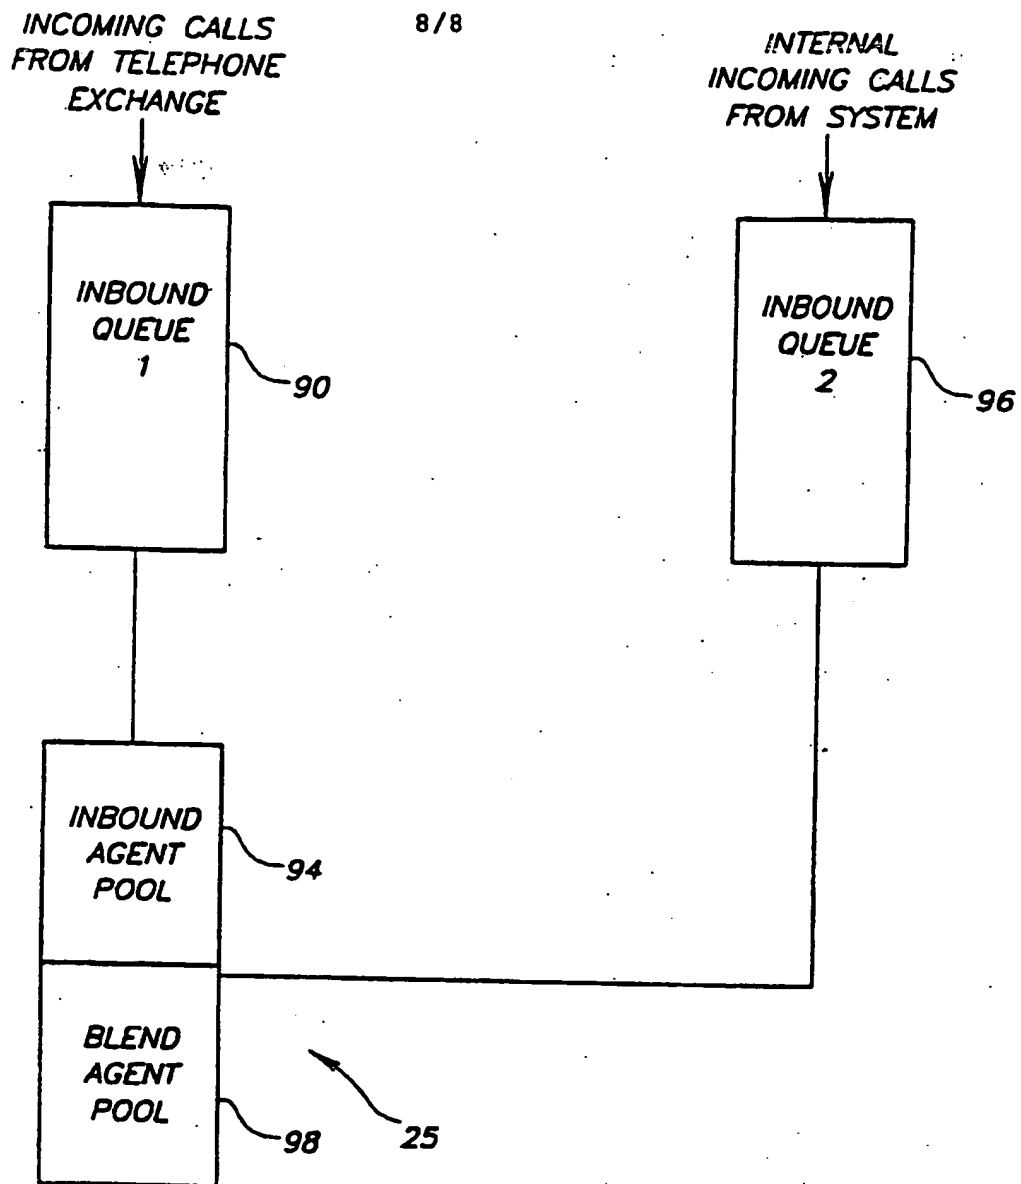 8/8
INCOMING CALLS
FROM TELEPHONE
EXCHANGE
INTERNAL
INCOMING CALLS
FROM SYSTEM
INBOUND
QUEUE
1
90
INBOUND
QUEUE
2
96
INBOUND
AGENT
POOL
94
BLEND
AGENT
POOL
98
25